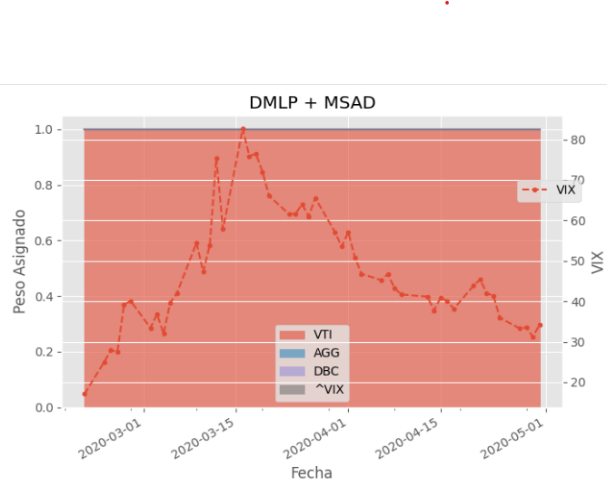 DMLP + MSAD
1.0
0.8
0.6
0.4
0.2
0.0
Peso Asignado
80
70
60
50
40
30
20
VIX
VIX
VTI
AGG
DBC
^VIX
2020-03-01
2020-03-15
2020-04-01
2020-04-15
2020-05-01
Fecha